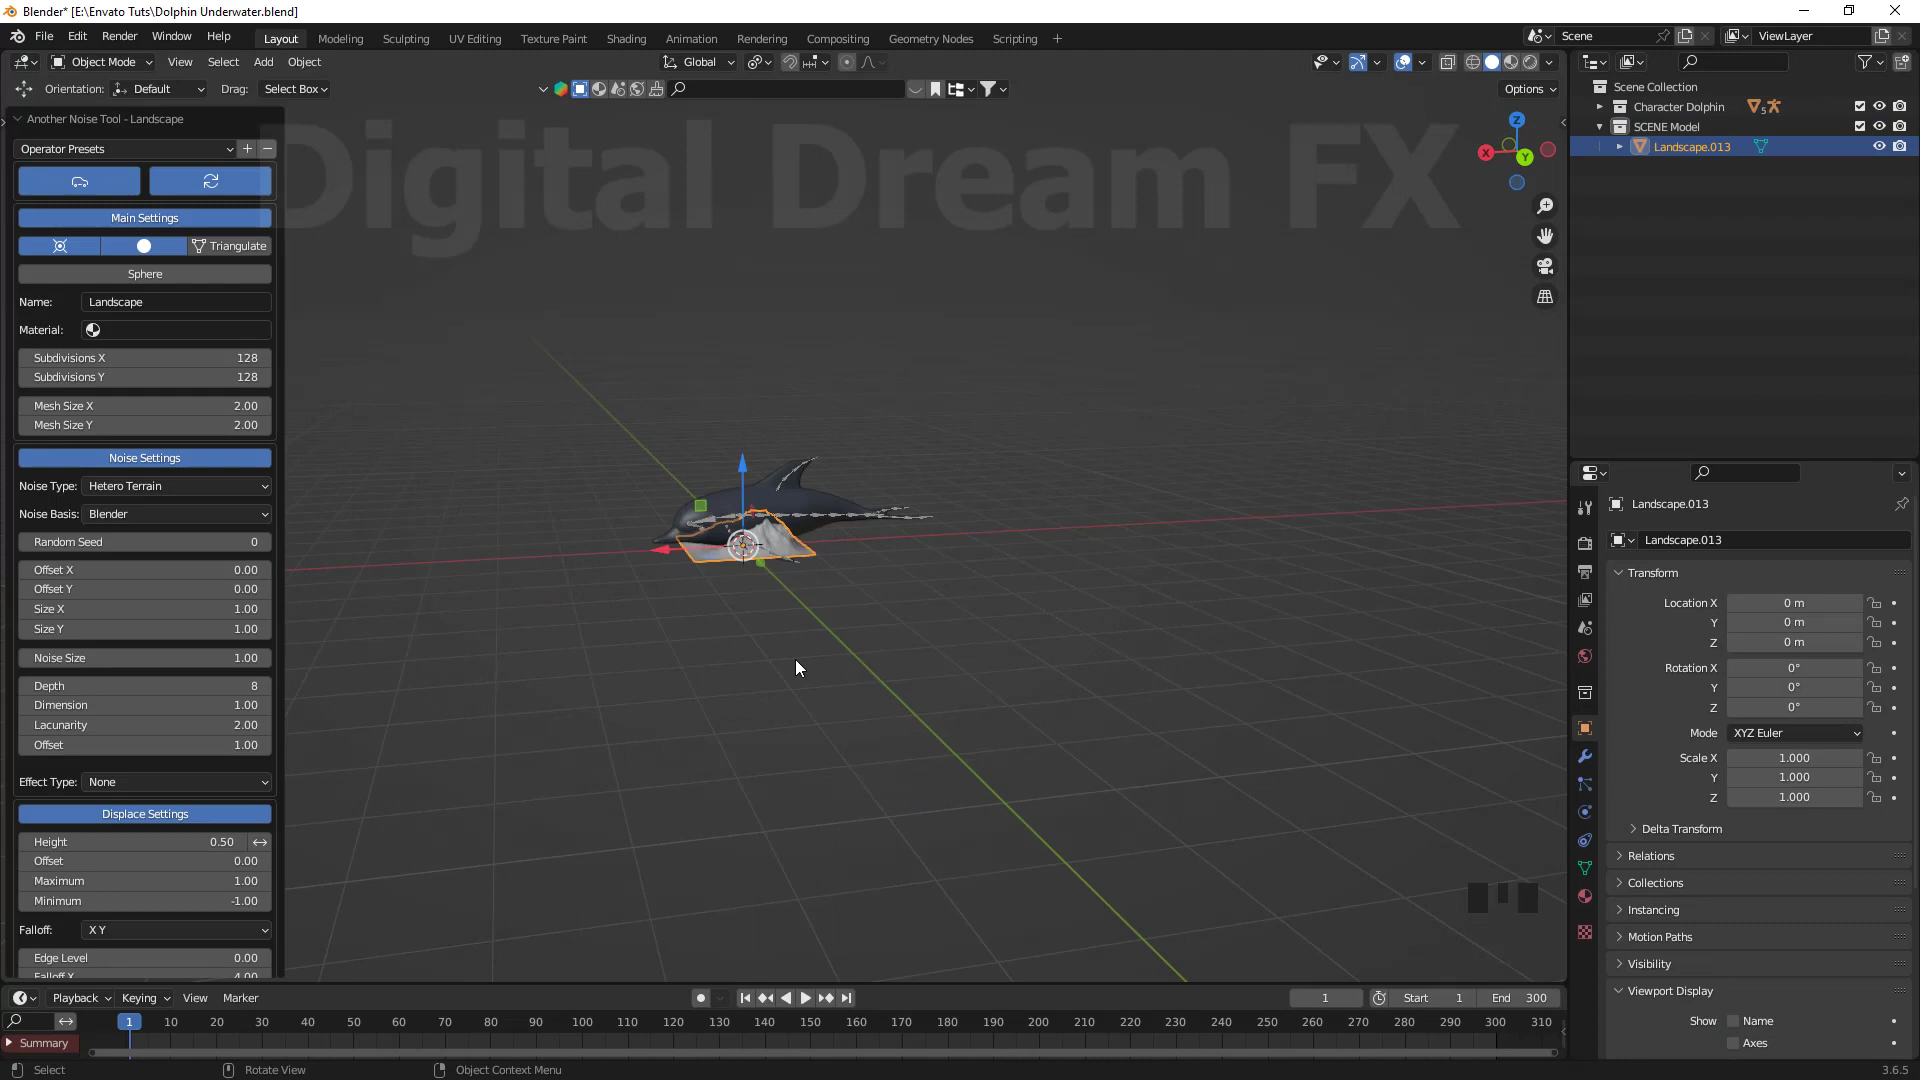 Blender* [E:\Envato Tuts\Dolphin Underwater.blend]
File Edit Render Window Help
Layout Modeling Sculpting UV Editing Texture Paint Shading Animation Rendering Compositing Geometry Nodes Scripting +
Scene
ViewLayer
Object Mode View Select Add Object
Global
Orientation: Default Drag: Select Box
Options
Another Noise Tool - Landscape
Operator Presets
Main Settings
Triangulate
Sphere
Name: Landscape
Material:
Subdivisions X 128
Subdivisions Y 128
Mesh Size X 2.00
Mesh Size Y 2.00
Noise Settings
Noise Type: Hetero Terrain
Noise Basis: Blender
Random Seed 0
Offset X 0.00
Offset Y 0.00
Size X 1.00
Size Y 1.00
Noise Size 1.00
Depth 8
Dimension 1.00
Lacunarity 2.00
Offset 1.00
Effect Type: None
Displace Settings
Height 0.50
Offset 0.00
Maximum 1.00
Minimum -1.00
Falloff: X Y
Edge Level 0.00
Falloff X 4.00
Digital Dream FX
Z
X
Y
Scene Collection
Character Dolphin 5
SCENE Model
Landscape.013
Landscape.013
Landscape.013
Transform
Location X 0 m
Y 0 m
Z 0 m
Rotation X 0°
Y 0°
Z 0°
Mode XYZ Euler
Scale X 1.000
Y 1.000
Z 1.000
Delta Transform
Relations
Collections
Instancing
Motion Paths
Visibility
Viewport Display
Show Name
Axes
Playback Keying View Marker
1 Start 1 End 300
1 10 20 30 40 50 60 70 80 90 100 110 120 130 140 150 160 170 180 190 200 210 220 230 240 250 260 270 280 290 300 310
Summary
Select Rotate View Object Context Menu
3.6.5